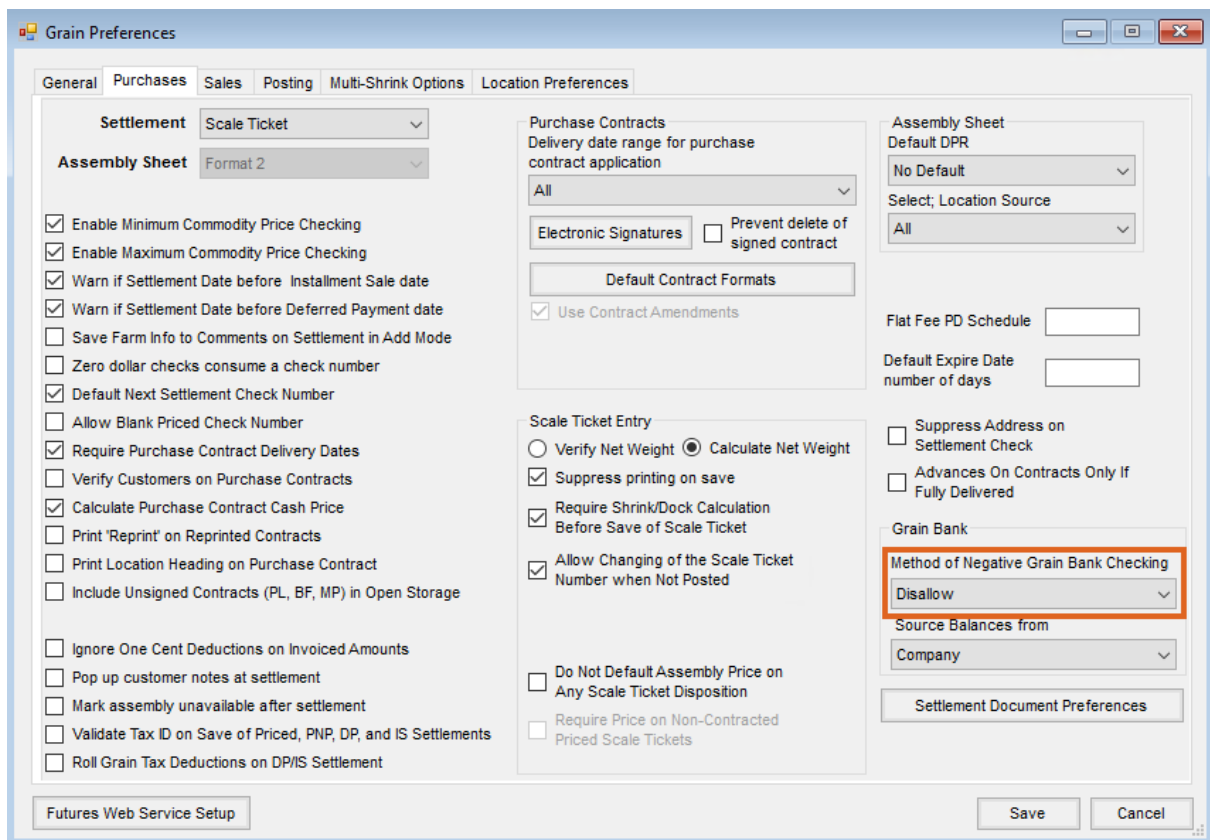 Grain Preferences
General Purchases Sales Posting Multi-Shrink Options Location Preferences
Settlement Scale Ticket
Assembly Sheet Format 2
Enable Minimum Commodity Price Checking
Enable Maximum Commodity Price Checking
Warn if Settlement Date before Installment Sale date
Warn if Settlement Date before Deferred Payment date
Save Farm Info to Comments on Settlement in Add Mode
Zero dollar checks consume a check number
Default Next Settlement Check Number
Allow Blank Priced Check Number
Require Purchase Contract Delivery Dates
Verify Customers on Purchase Contracts
Calculate Purchase Contract Cash Price
Print 'Reprint' on Reprinted Contracts
Print Location Heading on Purchase Contract
Include Unsigned Contracts (PL, BF, MP) in Open Storage
Ignore One Cent Deductions on Invoiced Amounts
Pop up customer notes at settlement
Mark assembly unavailable after settlement
Validate Tax ID on Save of Priced, PNP, DP, and IS Settlements
Roll Grain Tax Deductions on DP/IS Settlement
Purchase Contracts
Delivery date range for purchase
contract application
All
Electronic Signatures
Prevent delete of
signed contract
Default Contract Formats
Use Contract Amendments
Scale Ticket Entry
Verify Net Weight Calculate Net Weight
Suppress printing on save
Require Shrink/Dock Calculation
Before Save of Scale Ticket
Allow Changing of the Scale Ticket
Number when Not Posted
Do Not Default Assembly Price on
Any Scale Ticket Disposition
Require Price on Non-Contracted
Priced Scale Tickets
Assembly Sheet
Default DPR
No Default
Select; Location Source
All
Flat Fee PD Schedule
Default Expire Date
number of days
Suppress Address on
Settlement Check
Advances On Contracts Only If
Fully Delivered
Grain Bank
Method of Negative Grain Bank Checking
Disallow
Source Balances from
Company
Settlement Document Preferences
Futures Web Service Setup
Save Cancel